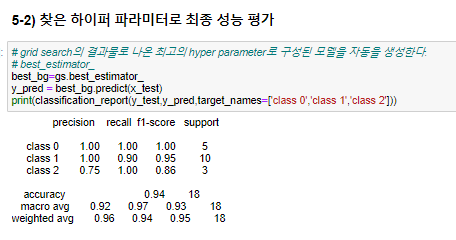 5-2) 찾은 하이퍼 파라미터로 최종 성능 평가
# grid search의 결과물로 나온 최고의 hyper parameter로 구성된 모델을 자동을 생성한다.
# best_estimator_
best_bg=gs.best_estimator_
y_pred = best_bg.predict(x_test)
print(classification_report(y_test,y_pred,target_names=['class 0','class 1','class 2']))
precision recall f1-score support
class 0 1.00 1.00 1.00 5
class 1 1.00 0.90 0.95 10
class 2 0.75 1.00 0.86 3
accuracy 0.94 18
macro avg 0.92 0.97 0.93 18
weighted avg 0.96 0.94 0.95 18